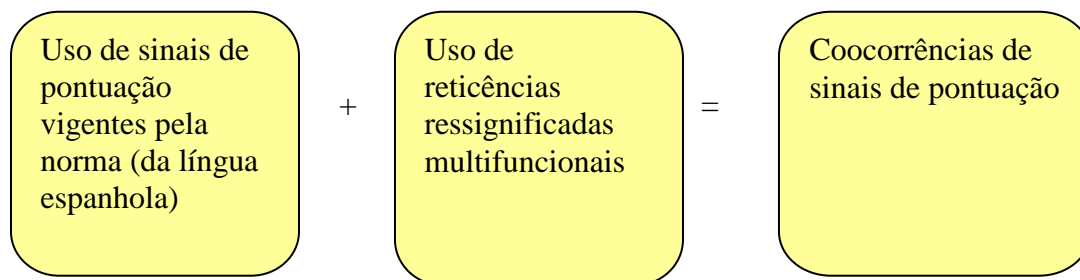 Uso de sinais de
pontuação
vigentes pela
norma (da língua
espanhola)
+
Uso de
reticências
ressignificadas
multifuncionais
=
Coocorrências de
sinais de pontuação